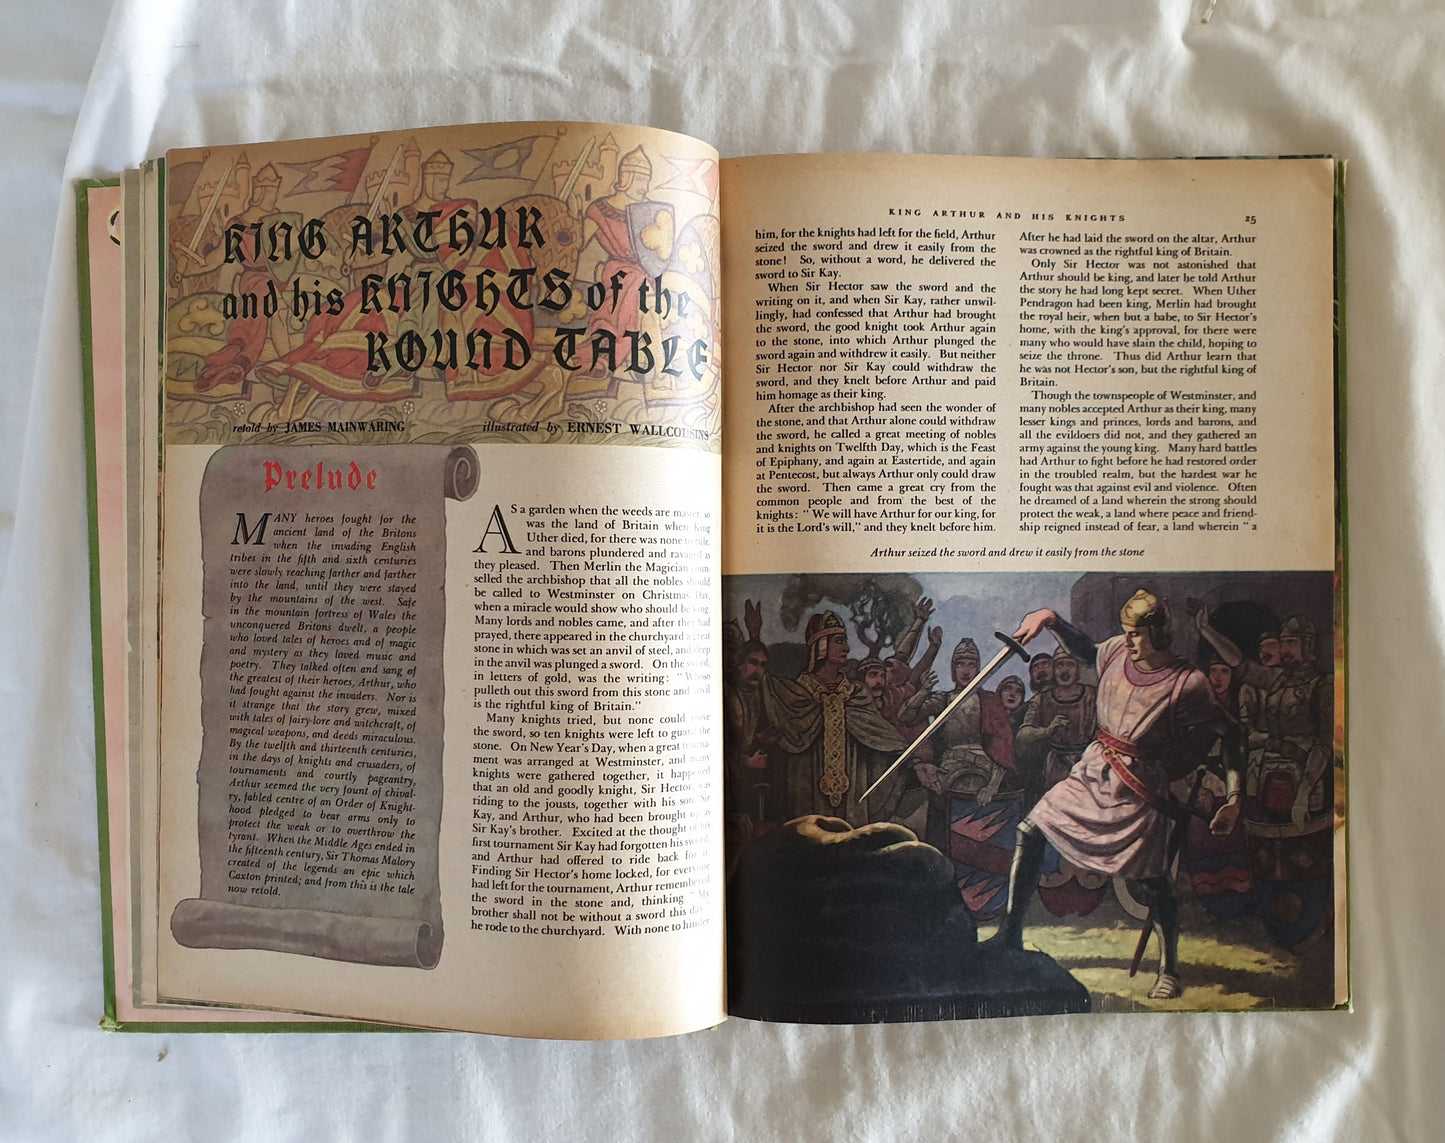 KING ARTHUR
and his KNIGHTS of the
ROUND TABLE
retold by JAMES MAINWARING
illustrated by ERNEST WALLCOUSINS
Prelude
MANY heroes fought for the
ancient land of the Britons
when the invading English
tribes in the fifth and sixth centuries
were slowly reaching farther and farther
into the land, until they were stayed
by the mountains of the west. Safe
in the mountain fortress of Wales the
unconquered Britons dwelt, a people
who loved tales of heroes and of magic
and mystery as they loved music and
poetry. They talked often and sang of
the greatest of their heroes, Arthur, who
had fought against the invaders. Nor is
it strange that the story grew, mixed
with tales of fairy-lore and witchcraft, of
magical weapons, and deeds miraculous.
By the twelfth and thirteenth centuries,
in the days of knights and crusaders, of
tournaments and courtly pageantry,
Arthur seemed the very fount of chival-
ry, fabled centre of an Order of Knight-
hood pledged to bear arms only to
protect the weak or to overthrow the
tyrant. When the Middle Ages ended in
the fifteenth century, Sir Thomas Malory
created of the legends an epic which
Caxton printed; and from this is the tale
now retold.
AS a garden when the weeds are master, so
was the land of Britain when King
Uther died, for there was none to rule,
and barons plundered and ravaged as
they pleased. Then Merlin the Magician coun-
selled the archbishop that all the nobles should
be called to Westminster on Christmas Day,
when a miracle would show who should be king.
Many lords and nobles came, and after they had
prayed, there appeared in the churchyard a great
stone in which was set an anvil of steel, and deep
in the anvil was plunged a sword. On the sword,
in letters of gold, was the writing: "Whoso
pulleth out this sword from this stone and anvil
is the rightful king of Britain."
Many knights tried, but none could move
the sword, so ten knights were left to guard the
stone. On New Year's Day, when a great tourna-
ment was arranged at Westminster, and many
knights were gathered together, it happened
that an old and goodly knight, Sir Hector was
riding to the jousts, together with his son Sir
Kay, and Arthur, who had been brought up as
Sir Kay's brother. Excited at the thought of his
first tournament Sir Kay had forgotten his sword,
and Arthur had offered to ride back for it.
Finding Sir Hector's home locked, for everyone
had left for the tournament, Arthur remembered
the sword in the stone and, thinking "My
brother shall not be without a sword this day,"
he rode to the churchyard. With none to hinder
KING ARTHUR AND HIS KNIGHTS 25
him, for the knights had left for the field, Arthur
seized the sword and drew it easily from the
stone! So, without a word, he delivered the
sword to Sir Kay.
When Sir Hector saw the sword and the
writing on it, and when Sir Kay, rather unwil-
lingly, had confessed that Arthur had brought
the sword, the good knight took Arthur again
to the stone, into which Arthur plunged the
sword again and withdrew it easily. But neither
Sir Hector nor Sir Kay could withdraw the
sword, and they knelt before Arthur and paid
him homage as their king.
After the archbishop had seen the wonder of
the stone, and that Arthur alone could withdraw
the sword, he called a great meeting of nobles
and knights on Twelfth Day, which is the Feast
of Epiphany, and again at Eastertide, and again
at Pentecost, but always Arthur only could draw
the sword. Then came a great cry from the
common people and from the best of the
knights: "We will have Arthur for our king, for
it is the Lord's will," and they knelt before him.
After he had laid the sword on the altar, Arthur
was crowned as the rightful king of Britain.
Only Sir Hector was not astonished that
Arthur should be king, and later he told Arthur
the story he had long kept secret. When Uther
Pendragon had been king, Merlin had brought
the royal heir, when but a babe, to Sir Hector's
home, with the king's approval, for there were
many who would have slain the child, hoping to
seize the throne. Thus did Arthur learn that
he was not Hector's son, but the rightful king of
Britain.
Though the townspeople of Westminster, and
many nobles accepted Arthur as their king, many
lesser kings and princes, lords and barons, and
all the evildoers did not, and they gathered an
army against the young king. Many hard battles
had Arthur to fight before he had restored order
in the troubled realm, but the hardest war he
fought was that against evil and violence. Often
he dreamed of a land wherein the strong should
protect the weak, a land where peace and friend-
ship reigned instead of fear, a land wherein "a
Arthur seized the sword and drew it easily from the stone